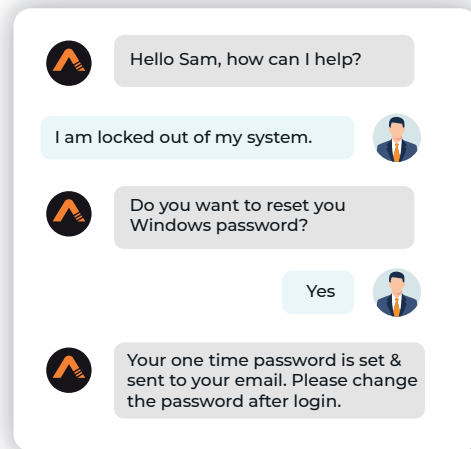 Hello Sam, how can I help?
I am locked out of my system.
Do you want to reset you
Windows password?
Yes
Your one time password is set &
sent to your email. Please change
the password after login.